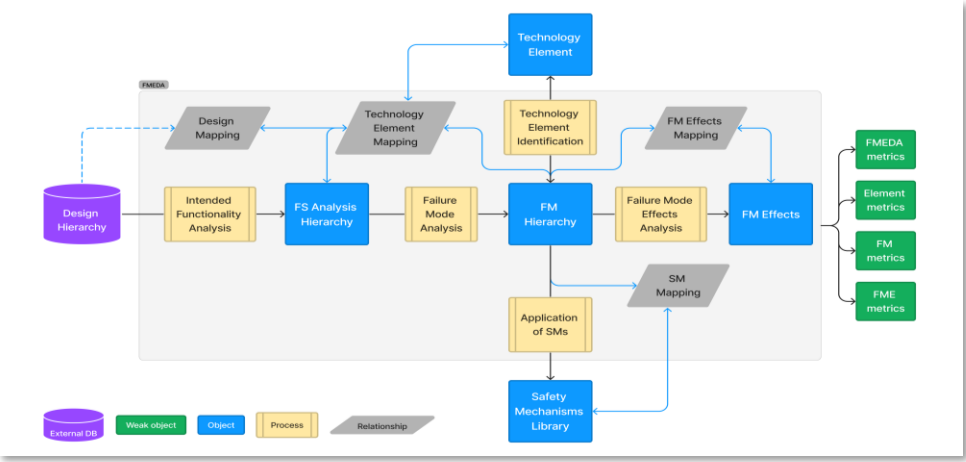 Technology
Element
FMEDA
Design
Mapping
Technology
Element
Mapping
Technology
Element
Identification
FM Effects
Mapping
FMEDA
metrics
Design
Hierarchy
Intended
Functionality
Analysis
FS Analysis
Hierarchy
Failure
Mode
Analysis
FM
Hierarchy
Failure Mode
Effects
Analysis
FM Effects
Element
metrics
FM
metrics
SM
Mapping
FME
metrics
Application
of SMs
Safety
Mechanisms
Library
External DB
Weak object
Object
Process
Relationship